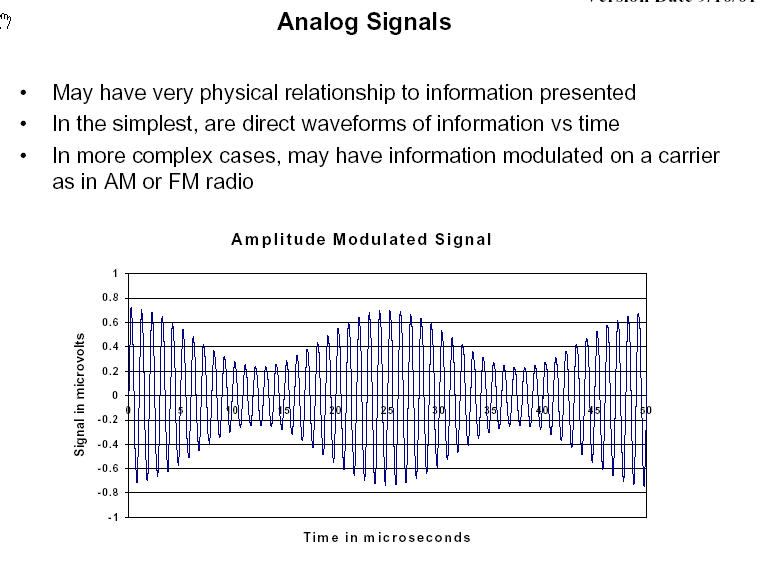 Version Date 9/10/01
Analog Signals
• May have very physical relationship to information presented
• In the simplest, are direct waveforms of information vs time
• In more complex cases, may have information modulated on a carrier
as in AM or FM radio
Amplitude Modulated Signal
1
0.8
0.6
0.4
0.2
0
-0.2
-0.4
-0.6
-0.8
-1
Signal in microvolts
0 5 10 15 20 25 30 35 40 45 50
Time in microseconds